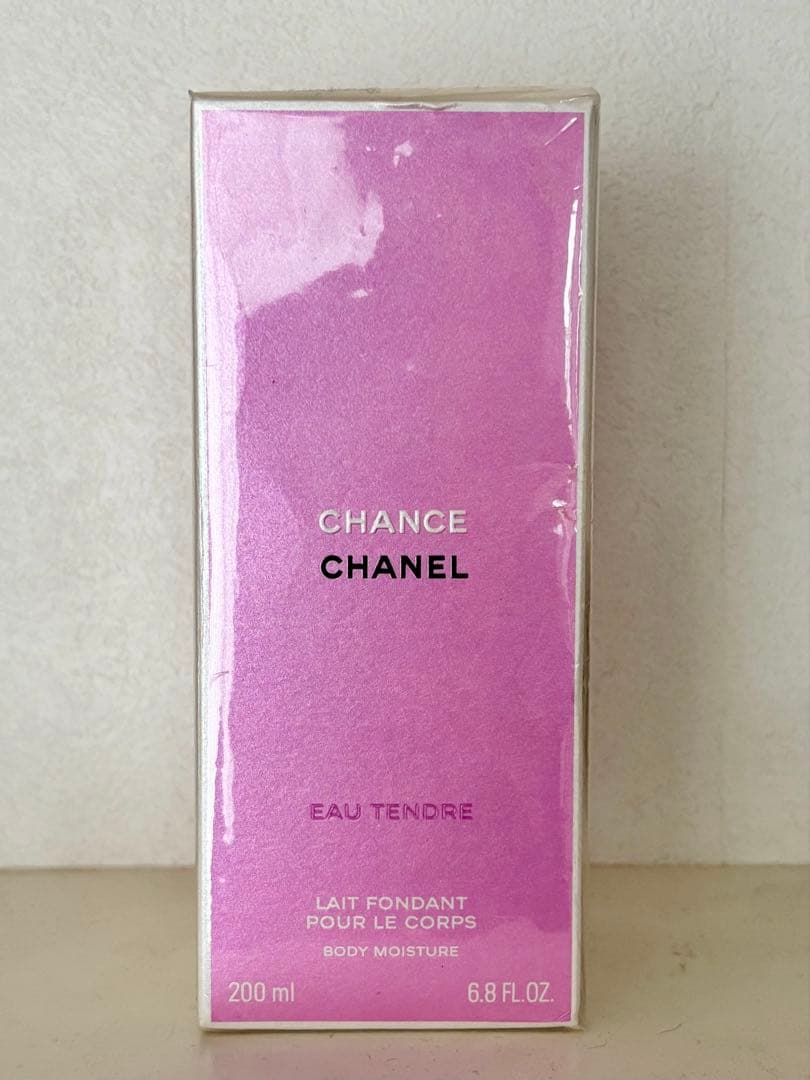 CHANCE
CHANEL
EAU TENDRE
LAIT FONDANT
POUR LE CORPS
BODY MOISTURE
200 ml 6.8 FL.OZ.